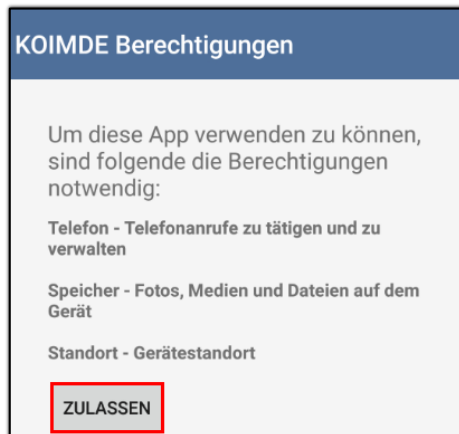 KOIMDE Berechtigungen
Um diese App verwenden zu können,
sind folgende die Berechtigungen
notwendig:
Telefon - Telefonanrufe zu tätigen und zu
verwalten
Speicher - Fotos, Medien und Dateien auf dem
Gerät
Standort - Gerätestandort
ZULASSEN